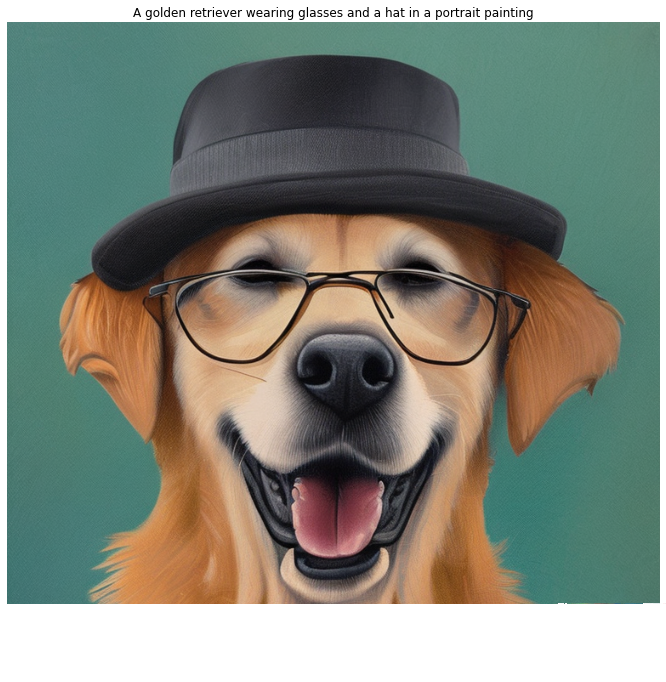 A golden retriever wearing glasses and a hat in a portrait painting